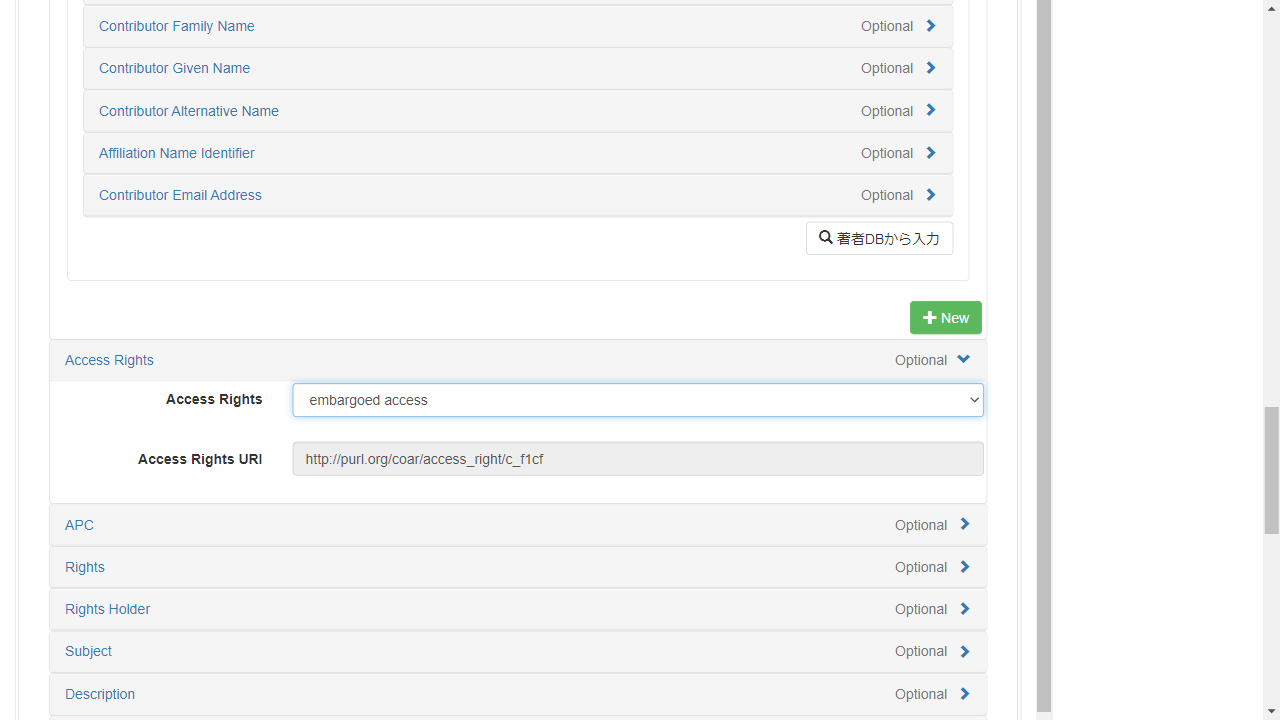 Contributor Family Name Optional
Contributor Given Name Optional
Contributor Alternative Name Optional
Affiliation Name Identifier Optional
Contributor Email Address Optional
著者DBから入力
New
Access Rights Optional
Access Rights embargoed access
Access Rights URI http://purl.org/coar/access_right/c_f1cf
APC Optional
Rights Optional
Rights Holder Optional
Subject Optional
Description Optional